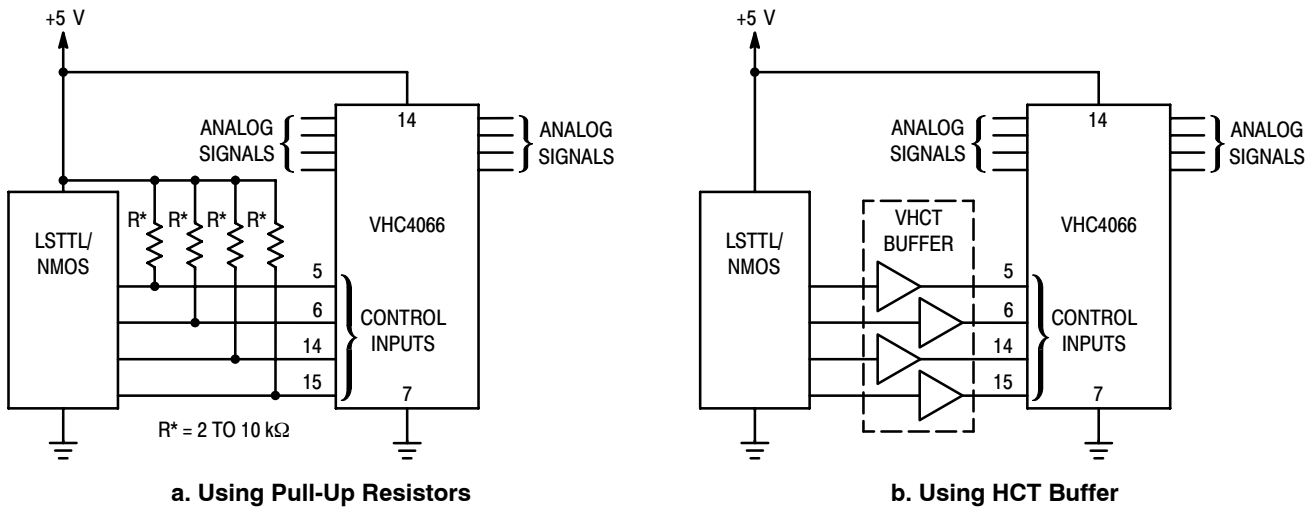 +5 V
14
ANALOG
SIGNALS
ANALOG
SIGNALS
R* R* R* R*
LSTTL/
NMOS
VHC4066
5
6
14
15
CONTROL
INPUTS
7
R* = 2 TO 10 kΩ
a. Using Pull-Up Resistors
+5 V
14
ANALOG
SIGNALS
ANALOG
SIGNALS
LSTTL/
NMOS
VHCT
BUFFER
VHC4066
5
6
14
15
CONTROL
INPUTS
7
b. Using HCT Buffer